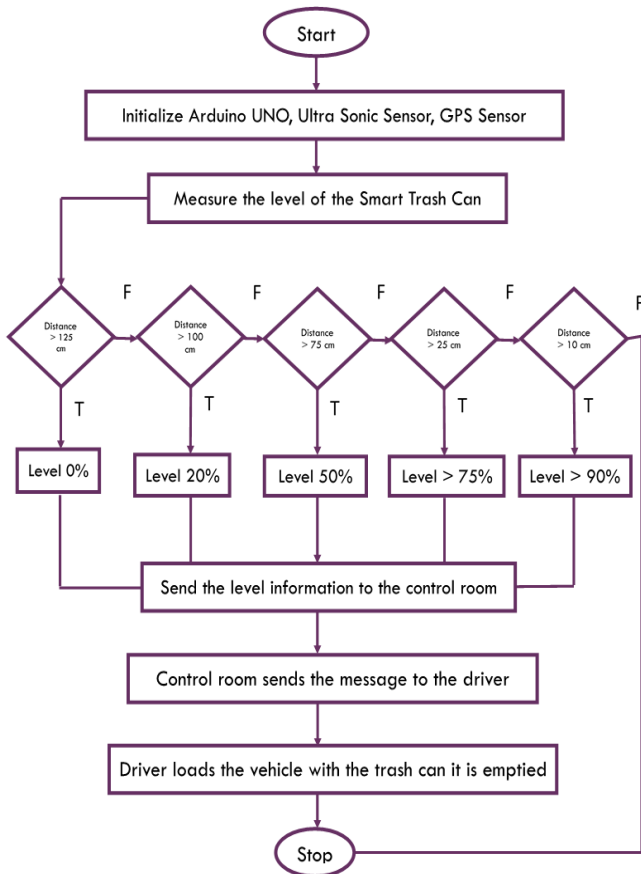 Start
Initialize Arduino UNO, Ultra Sonic Sensor, GPS Sensor
Measure the level of the Smart Trash Can
F
F
F
F
F
Distance
> 125
cm
Distance
> 100
cm
Distance
> 75 cm
Distance
> 25 cm
Distance
> 10 cm
T
T
T
T
T
Level 0%
Level 20%
Level 50%
Level > 75%
Level > 90%
Send the level information to the control room
Control room sends the message to the driver
Driver loads the vehicle with the trash can it is emptied
Stop